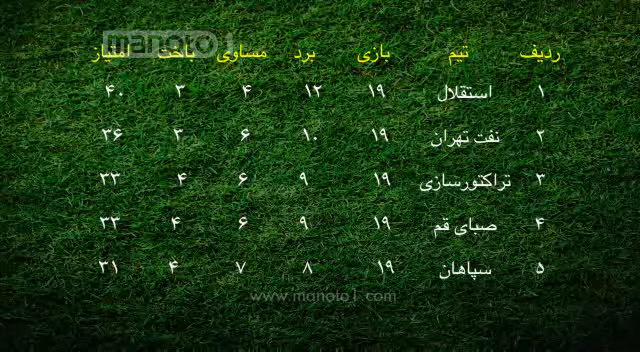 manoto1
ردیف تیم بازی برد مساوی باخت امتیاز
۱ استقلال ۱۹ ۱۲ ۴ ۳ ۴۰
۲ نفت تهران ۱۹ ۱۰ ۶ ۳ ۳۶
۳ تراکتورسازی ۱۹ ۹ ۶ ۴ ۳۳
۴ صبای قم ۱۹ ۹ ۶ ۴ ۳۳
۵ سپاهان ۱۹ ۸ ۷ ۴ ۳۱
www.manoto1.com